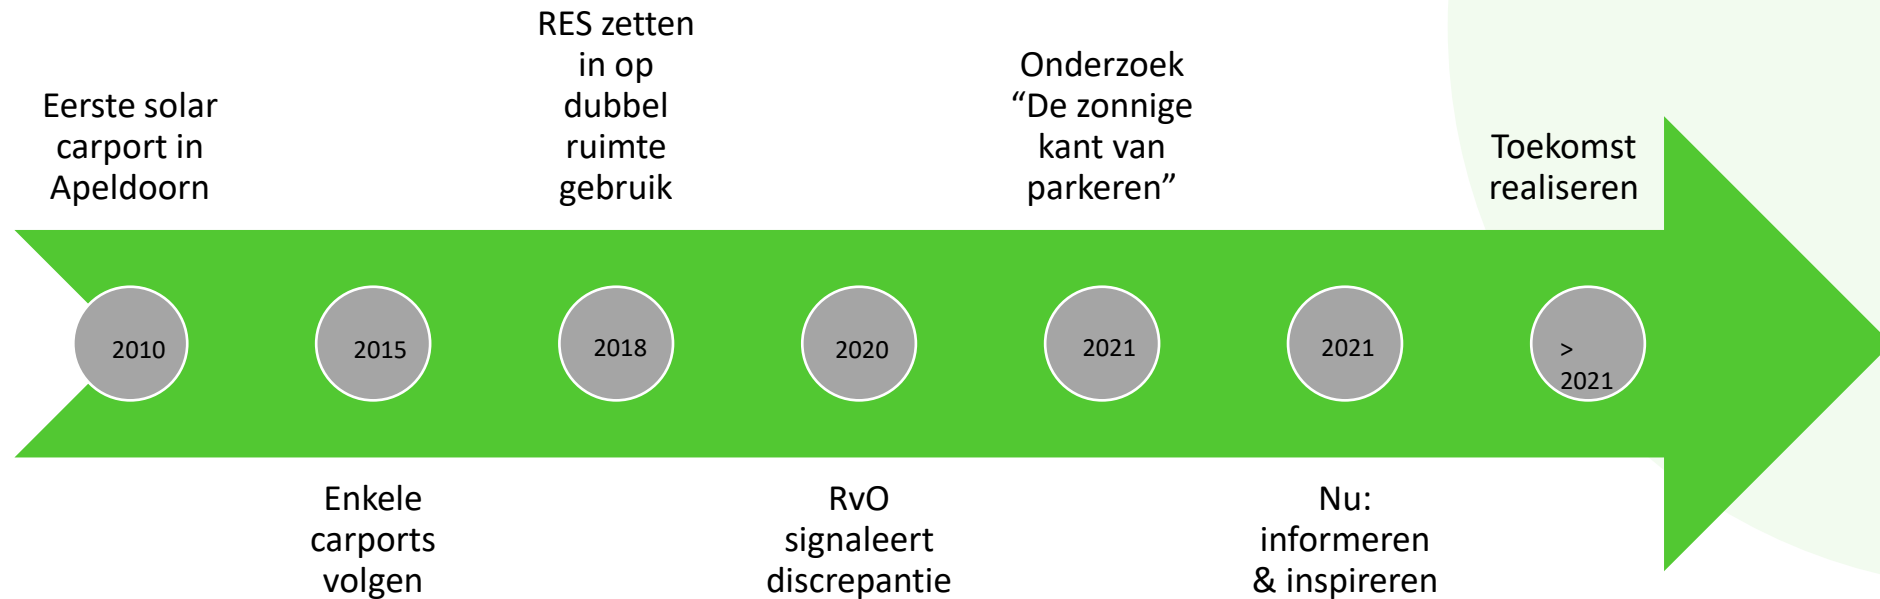 Eerste solar
carport in
Apeldoorn
RES zetten
in op
dubbel
ruimte
gebruik
Onderzoek
“De zonnige
kant van
parkeren”
Toekomst
realiseren
2010
2015
2018
2020
2021
2021
>
2021
Enkele
carports
volgen
RvO
signaleert
discrepantie
Nu:
informeren
& inspireren